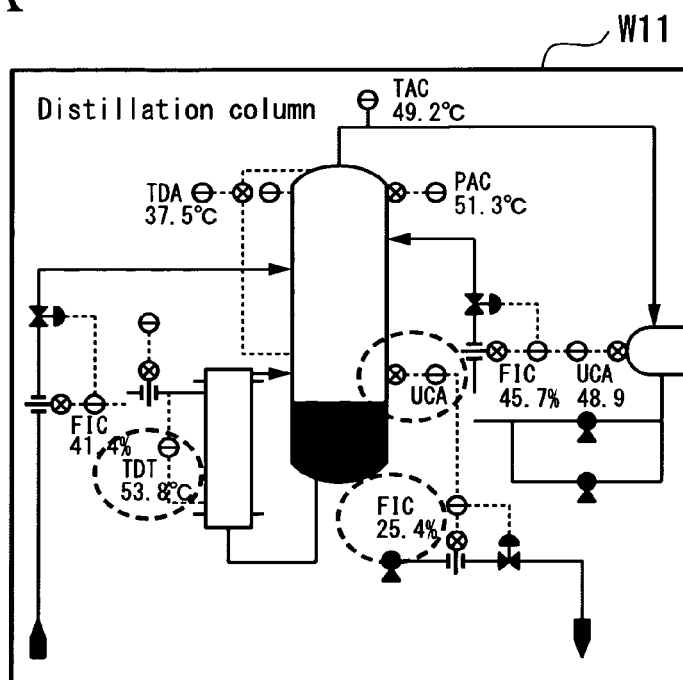 W11
Distillation column
TAC
49.2℃
TDA
37.5℃
PAC
51.3℃
FIC
45.7%
UCA
48.9
UCA
FIC
41.4%
TDT
53.8℃
FIC
25.4%